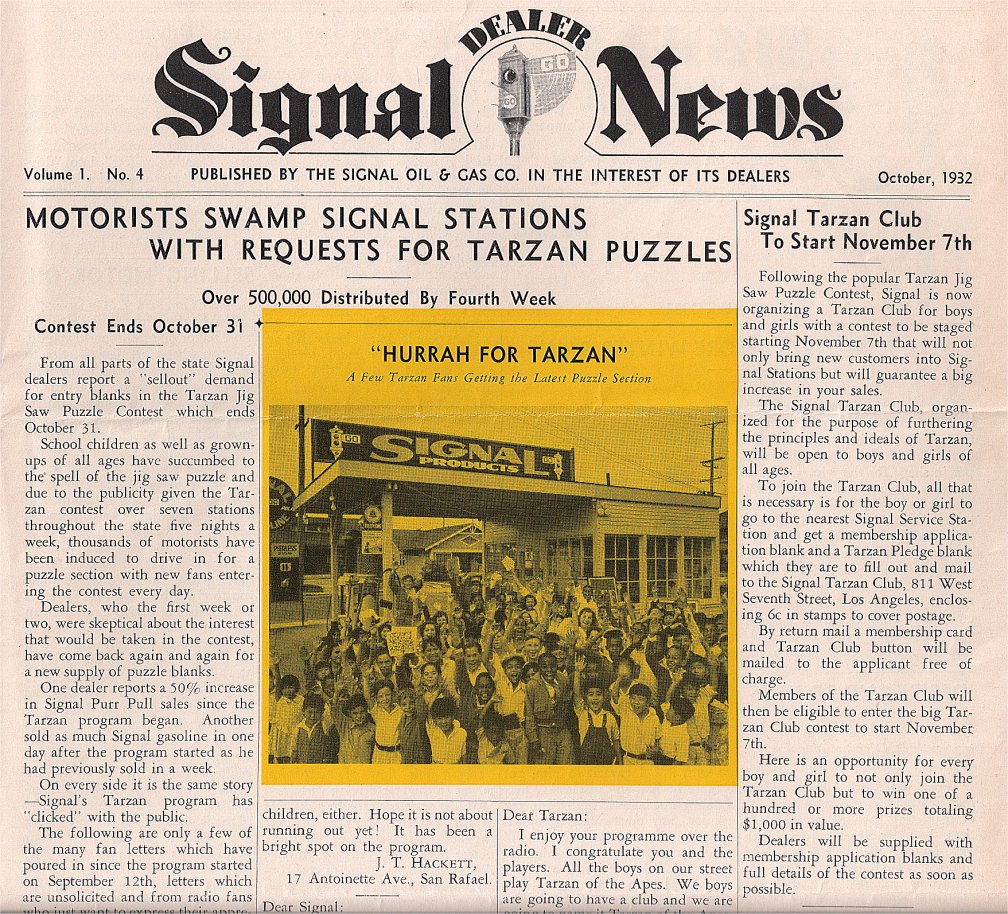 Signal DEALER News
GO
GO
Volume 1. No. 4
PUBLISHED BY THE SIGNAL OIL & GAS CO. IN THE INTEREST OF ITS DEALERS
October, 1932
MOTORISTS SWAMP SIGNAL STATIONS
WITH REQUESTS FOR TARZAN PUZZLES
Over 500,000 Distributed By Fourth Week
Contest Ends October 31
From all parts of the state Signal
dealers report a "sellout" demand
for entry blanks in the Tarzan Jig
Saw Puzzle Contest which ends
October 31.
School children as well as grown-
ups of all ages have succumbed to
the spell of the jig saw puzzle and
due to the publicity given the Tar-
zan contest over seven stations
throughout the state five nights a
week, thousands of motorists have
been induced to drive in for a
puzzle section with new fans enter-
ing the contest every day.
Dealers, who the first week or
two, were skeptical about the interest
that would be taken in the contest,
have come back again and again for
a new supply of puzzle blanks.
One dealer reports a 50% increase
in Signal Purr Pull sales since the
Tarzan program began. Another
sold as much Signal gasoline in one
day after the program started as he
had previously sold in a week.
On every side it is the same story
—Signal's Tarzan program has
"clicked" with the public.
The following are only a few of
the many fan letters which have
poured in since the program started
on September 12th, letters which
are unsolicited and from radio fans
who just want to express their appre-
"HURRAH FOR TARZAN"
A Few Tarzan Fans Getting the Latest Puzzle Section
GO
SIGNAL
PRODUCTS
PEERLESS
children, either. Hope it is not about
running out yet! It has been a
bright spot on the program.
J. T. HACKETT,
17 Antoinette Ave., San Rafael.
Dear Signal:
Dear Tarzan:
I enjoy your programme over the
radio. I congratulate you and the
players. All the boys on our street
play Tarzan of the Apes. We boys
are going to have a club and we are
Signal Tarzan Club
To Start November 7th
Following the popular Tarzan Jig
Saw Puzzle Contest, Signal is now
organizing a Tarzan Club for boys
and girls with a contest to be staged
starting November 7th that will not
only bring new customers into Sig-
nal Stations but will guarantee a big
increase in your sales.
The Signal Tarzan Club, organ-
ized for the purpose of furthering
the principles and ideals of Tarzan,
will be open to boys and girls of
all ages.
To join the Tarzan Club, all that
is necessary is for the boy or girl to
go to the nearest Signal Service Sta-
tion and get a membership applica-
tion blank and a Tarzan Pledge blank
which they are to fill out and mail
to the Signal Tarzan Club, 811 West
Seventh Street, Los Angeles, enclos-
ing 6c in stamps to cover postage.
By return mail a membership card
and Tarzan Club button will be
mailed to the applicant free of
charge.
Members of the Tarzan Club will
then be eligible to enter the big Tar-
zan Club contest to start November
7th.
Here is an opportunity for every
boy and girl to not only join the
Tarzan Club but to win one of a
hundred or more prizes totaling
$1,000 in value.
Dealers will be supplied with
membership application blanks and
full details of the contest as soon as
possible.